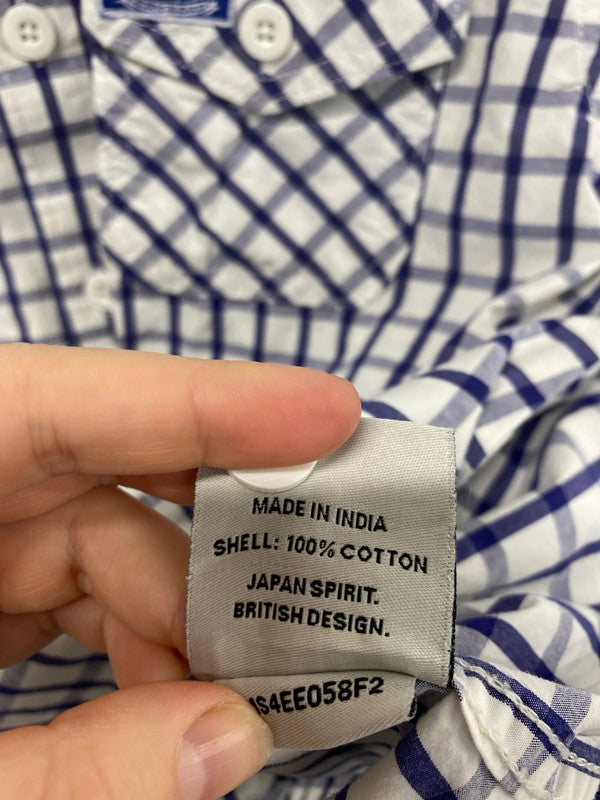 MADE IN INDIA
SHELL: 100% COTTON
JAPAN SPIRIT.
BRITISH DESIGN.